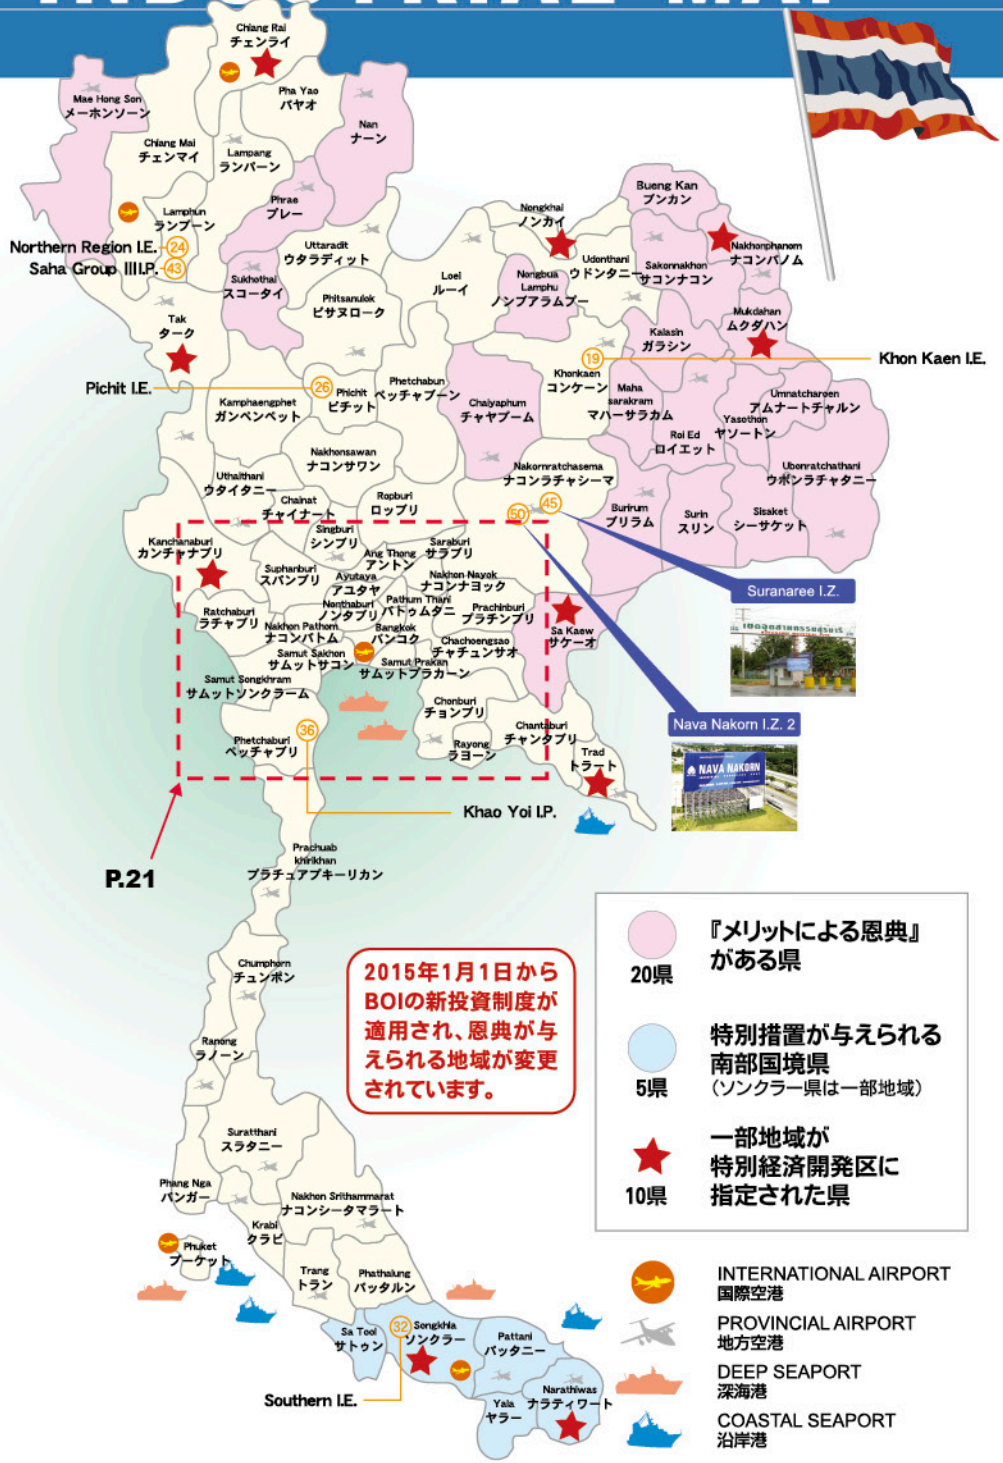 INDUSTRIAL MAP
Chiang Rai
チェンライ
Mae Hong Son
メーホンソーン
Pha Yao
パヤオ
Nan
ナーン
Chiang Mai
チェンマイ
Lampang
ランパーン
Phrae
プレー
Lamphun
ランプーン
Northern Region I.E.
24
Saha Group III I.P.
43
Uttaradit
ウタラディット
Sukhothai
スコータイ
Phitsanulok
ピサヌローク
Tak
ターク
Loei
ルーイ
Nongkhai
ノンカイ
Bueng Kan
ブンカン
Nakhonphanom
ナコンパノム
Udonthani
ウドンタニー
Sakonnakhon
サコンナコン
Nongbua
Lamphu
ノンブアラムプー
Mukdahan
ムクダハン
Kalasin
ガラシン
19
Khon Kaen I.E.
Khonkaen
コンケーン
Pichit I.E.
26
Phichit
ピチット
Phetchabun
ペッチャブーン
Kamphaengphet
ガンペンペット
Chaiyaphum
チャヤプーム
Maha
sarakram
マハーサラカム
Umnatcharoen
アムナートチャルン
Yasothon
ヤソートン
Roi Ed
ロイエット
Nakhonsawan
ナコンサワン
Nakornratchasema
ナコンラチャシーマ
Ubonratchathani
ウボンラチャタニー
Uthaithani
ウタイタニー
Chainat
チャイナート
Ropburi
ロッブリ
50
45
Burirum
ブリラム
Surin
スリン
Sisaket
シーサケット
Singburi
シンブリ
Kanchanaburi
カンチャナブリ
Ang Thong
アントン
Saraburi
サラブリ
Suphanburi
スパンブリ
Ayutaya
アユタヤ
Nakhon Nayok
ナコンナヨック
Ratchaburi
ラチャブリ
Nonthaburi
ノンタブリ
Pathum Thani
パトゥムタニ
Prachinburi
プラチンブリ
Nakhon Pathom
ナコンパトム
Bangkok
バンコク
Sa Kaew
サケーオ
Samut Sakhon
サムットサコン
Chachoengsao
チャチュンサオ
Samut Prakan
サムットプラカーン
Samut Songkhram
サムットソンクラーム
Chonburi
チョンブリ
Suranaree I.Z.
Nava Nakorn I.Z. 2
NAVA NAKORN
Phetchaburi
ペッチャブリ
36
Rayong
ラヨーン
Chantaburi
チャンタブリ
Trad
トラート
Khao Yoi I.P.
P.21
Prachuab
khirikhan
プラチュアプキーリカン
Chumphorn
チュンポン
2015年1月1日から
BOIの新投資制度が
適用され、恩典が与
えられる地域が変更
されています。
『メリットによる恩典』
がある県
20県
特別措置が与えられる
南部国境県
(ソンクラー県は一部地域)
5県
一部地域が
特別経済開発区に
指定された県
10県
Ranong
ラノーン
Suratthani
スラタニー
Phang Nga
パンガー
Nakhon Srithammarat
ナコンシータマラート
Krabi
クラビ
Phuket
プーケット
Trang
トラン
Phathalung
パッタルン
Sa Tool
サトゥン
32
Songkhla
ソンクラー
Pattani
パッタニー
Southern I.E.
Yala
ヤラー
Narathiwas
ナラティワート
INTERNATIONAL AIRPORT
国際空港
PROVINCIAL AIRPORT
地方空港
DEEP SEAPORT
深海港
COASTAL SEAPORT
沿岸港